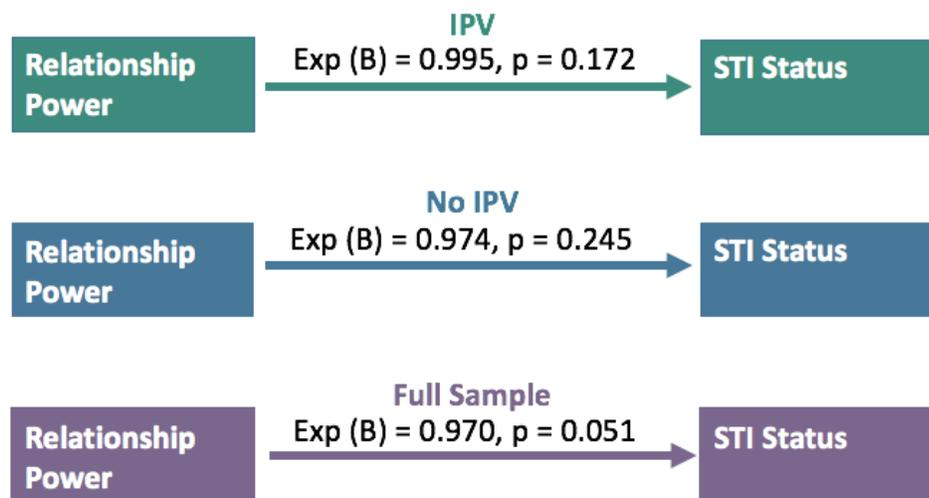 IPV
Relationship Power
Exp (B) = 0.995, p = 0.172
STI Status
No IPV
Relationship Power
Exp (B) = 0.974, p = 0.245
STI Status
Full Sample
Relationship Power
Exp (B) = 0.970, p = 0.051
STI Status